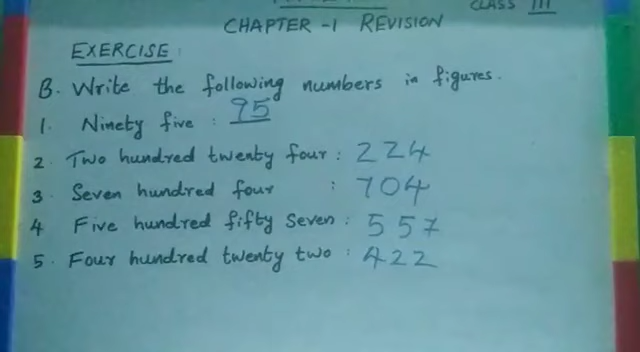 CLASS III
CHAPTER -1 REVISION
EXERCISE:
B. Write the following numbers in figures.
1. Ninety five : 95
2. Two hundred twenty four : 224
3. Seven hundred four : 704
4 Five hundred fifty Seven : 557
5. Four hundred twenty two : 422